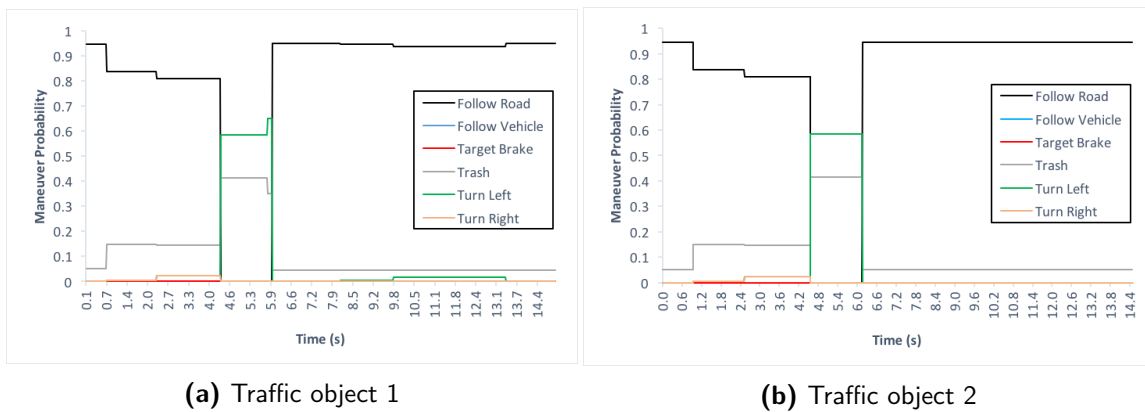 1
0.9
0.8
0.7
0.6
0.5
0.4
0.3
0.2
0.1
0
Maneuver Probability
Follow Road
Follow Vehicle
Target Brake
Trash
Turn Left
Turn Right
0.1 0.7 1.4 2.0 2.7 3.3 4.0 4.6 5.3 5.9 6.6 7.2 7.9 8.5 9.2 9.8 10.5 11.1 11.8 12.4 13.1 13.7 14.4
Time (s)
(a) Traffic object 1
1
0.9
0.8
0.7
0.6
0.5
0.4
0.3
0.2
0.1
0
Maneuver Probability
Follow Road
Follow Vehicle
Target Brake
Trash
Turn Left
Turn Right
0.0 0.6 1.2 1.8 2.4 3.0 3.6 4.2 4.8 5.4 6.0 6.6 7.2 7.8 8.4 9.0 9.6 10.2 10.8 11.4 12.0 12.6 13.2 13.8 14.4
Time (s)
(b) Traffic object 2